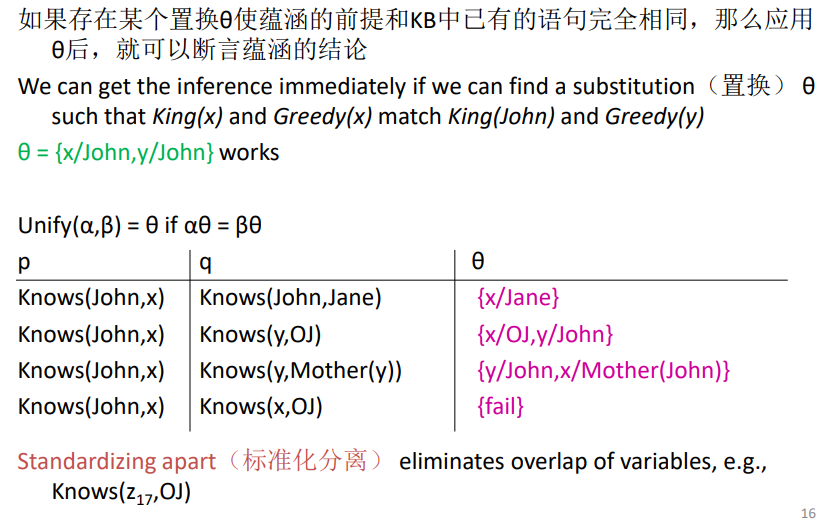 如果存在某个置换θ使蕴涵的前提和KB中已有的语句完全相同，那么应用
θ后，就可以断言蕴涵的结论
We can get the inference immediately if we can find a substitution（置换） θ
such that King(x) and Greedy(x) match King(John) and Greedy(y)
θ = {x/John,y/John} works
Unify(α,β) = θ if αθ = βθ
p q θ
Knows(John,x) Knows(John,Jane) {x/Jane}
Knows(John,x) Knows(y,OJ) {x/OJ,y/John}
Knows(John,x) Knows(y,Mother(y)) {y/John,x/Mother(John)}
Knows(John,x) Knows(x,OJ) {fail}
Standardizing apart（标准化分离） eliminates overlap of variables, e.g.,
Knows(z₁₇,OJ)
16